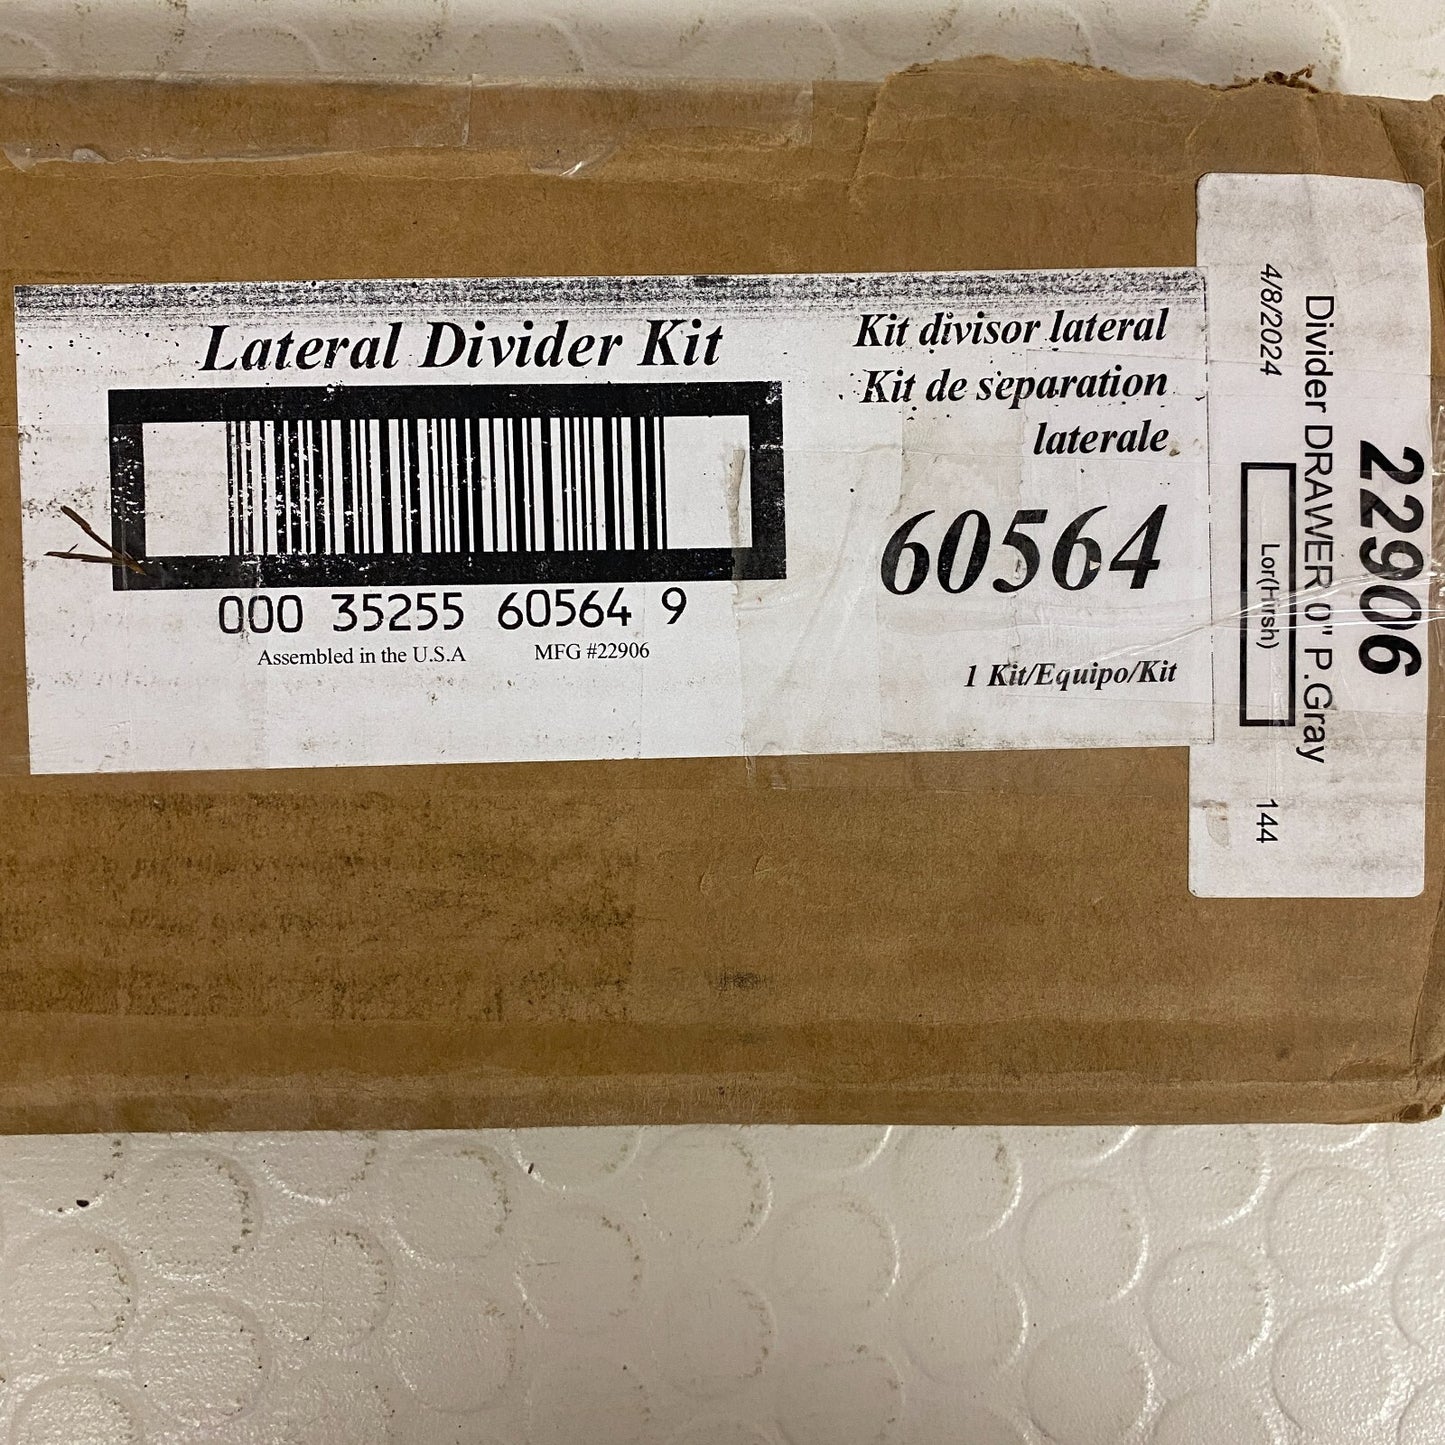 Lateral Divider Kit
000 35255 60564 9
Assembled in the U.S.A
MFG #22906
Kit divisor lateral
Kit de separation
laterale
60564
1 Kit/Equipo/Kit
22906
Divider DRAWER 0" P.Gray
4/8/2024
Lor(Hirsh)
144